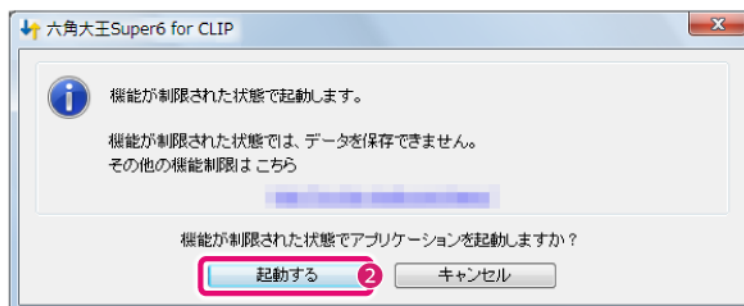 六角大王Super6 for CLIP
機能が制限された状態で起動します。
機能が制限された状態では、データを保存できません。
その他の機能制限は こちら
機能が制限された状態でアプリケーションを起動しますか？
起動する 2 キャンセル